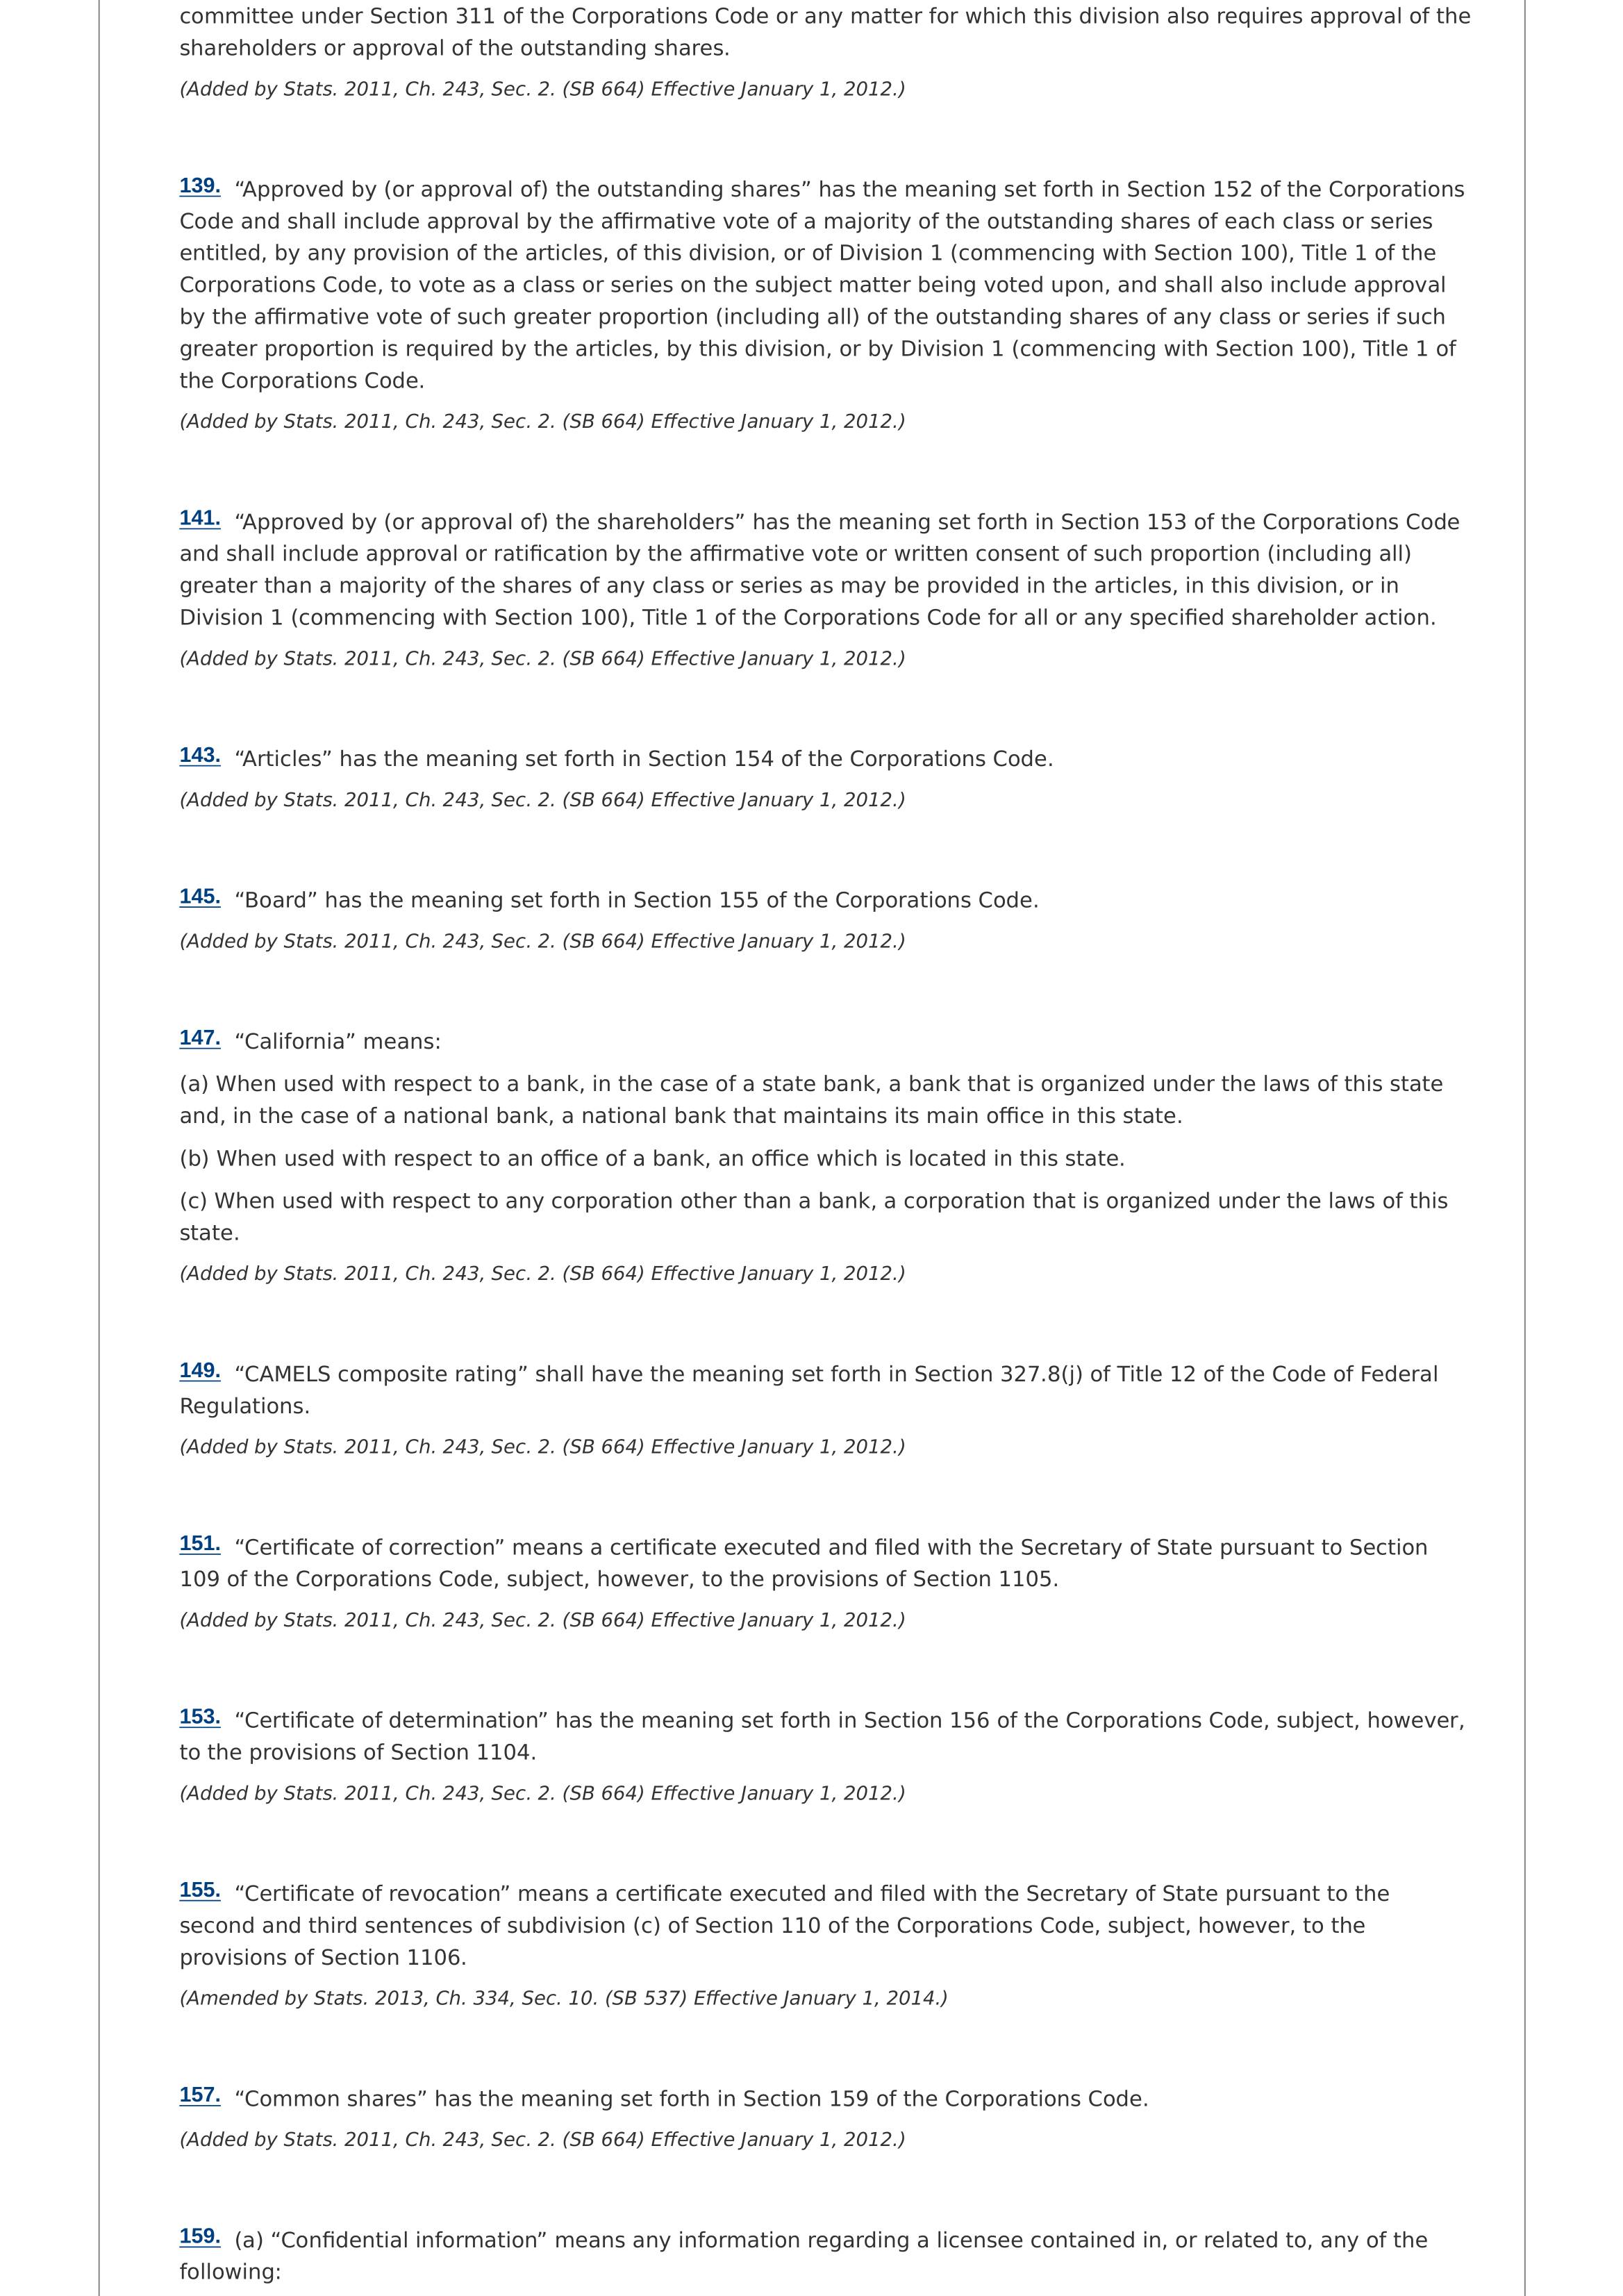 committee under Section 311 of the Corporations Code or any matter for which this division also requires approval of the
shareholders or approval of the outstanding shares.
(Added by Stats. 2011, Ch. 243, Sec. 2. (SB 664) Effective January 1, 2012.)
139. “Approved by (or approval of) the outstanding shares” has the meaning set forth in Section 152 of the Corporations
Code and shall include approval by the affirmative vote of a majority of the outstanding shares of each class or series
entitled, by any provision of the articles, of this division, or of Division 1 (commencing with Section 100), Title 1 of the
Corporations Code, to vote as a class or series on the subject matter being voted upon, and shall also include approval
by the affirmative vote of such greater proportion (including all) of the outstanding shares of any class or series if such
greater proportion is required by the articles, by this division, or by Division 1 (commencing with Section 100), Title 1 of
the Corporations Code.
(Added by Stats. 2011, Ch. 243, Sec. 2. (SB 664) Effective January 1, 2012.)
141. “Approved by (or approval of) the shareholders” has the meaning set forth in Section 153 of the Corporations Code
and shall include approval or ratification by the affirmative vote or written consent of such proportion (including all)
greater than a majority of the shares of any class or series as may be provided in the articles, in this division, or in
Division 1 (commencing with Section 100), Title 1 of the Corporations Code for all or any specified shareholder action.
(Added by Stats. 2011, Ch. 243, Sec. 2. (SB 664) Effective January 1, 2012.)
143. “Articles” has the meaning set forth in Section 154 of the Corporations Code.
(Added by Stats. 2011, Ch. 243, Sec. 2. (SB 664) Effective January 1, 2012.)
145. “Board” has the meaning set forth in Section 155 of the Corporations Code.
(Added by Stats. 2011, Ch. 243, Sec. 2. (SB 664) Effective January 1, 2012.)
147. “California” means:
(a) When used with respect to a bank, in the case of a state bank, a bank that is organized under the laws of this state
and, in the case of a national bank, a national bank that maintains its main office in this state.
(b) When used with respect to an office of a bank, an office which is located in this state.
(c) When used with respect to any corporation other than a bank, a corporation that is organized under the laws of this
state.
(Added by Stats. 2011, Ch. 243, Sec. 2. (SB 664) Effective January 1, 2012.)
149. “CAMELS composite rating” shall have the meaning set forth in Section 327.8(j) of Title 12 of the Code of Federal
Regulations.
(Added by Stats. 2011, Ch. 243, Sec. 2. (SB 664) Effective January 1, 2012.)
151. “Certificate of correction” means a certificate executed and filed with the Secretary of State pursuant to Section
109 of the Corporations Code, subject, however, to the provisions of Section 1105.
(Added by Stats. 2011, Ch. 243, Sec. 2. (SB 664) Effective January 1, 2012.)
153. “Certificate of determination” has the meaning set forth in Section 156 of the Corporations Code, subject, however,
to the provisions of Section 1104.
(Added by Stats. 2011, Ch. 243, Sec. 2. (SB 664) Effective January 1, 2012.)
155. “Certificate of revocation” means a certificate executed and filed with the Secretary of State pursuant to the
second and third sentences of subdivision (c) of Section 110 of the Corporations Code, subject, however, to the
provisions of Section 1106.
(Amended by Stats. 2013, Ch. 334, Sec. 10. (SB 537) Effective January 1, 2014.)
157. “Common shares” has the meaning set forth in Section 159 of the Corporations Code.
(Added by Stats. 2011, Ch. 243, Sec. 2. (SB 664) Effective January 1, 2012.)
159. (a) “Confidential information” means any information regarding a licensee contained in, or related to, any of the
following: